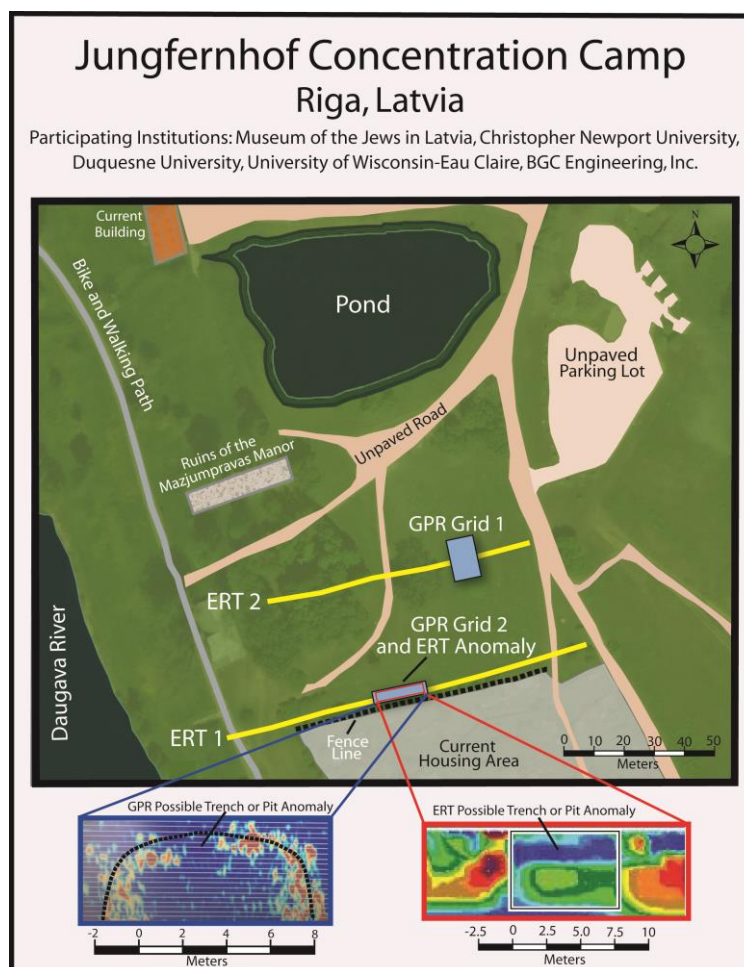 Jungfernhof Concentration Camp
Riga, Latvia
Participating Institutions: Museum of the Jews in Latvia, Christopher Newport University,
Duquesne University, University of Wisconsin-Eau Claire, BGC Engineering, Inc.
Current
Building
N
Bike and Walking Path
Pond
Unpaved
Parking Lot
Unpaved Road
Ruins of the
Mazjumpravas Manor
GPR Grid 1
ERT 2
GPR Grid 2
and ERT Anomaly
Daugava River
ERT 1
Fence
Line
Current
Housing Area
0 10 20 30 40 50
Meters
GPR Possible Trench or Pit Anomaly
ERT Possible Trench or Pit Anomaly
-2 0 2 4 6 8
Meters
-2.5 0 2.5 5 7.5 10
Meters